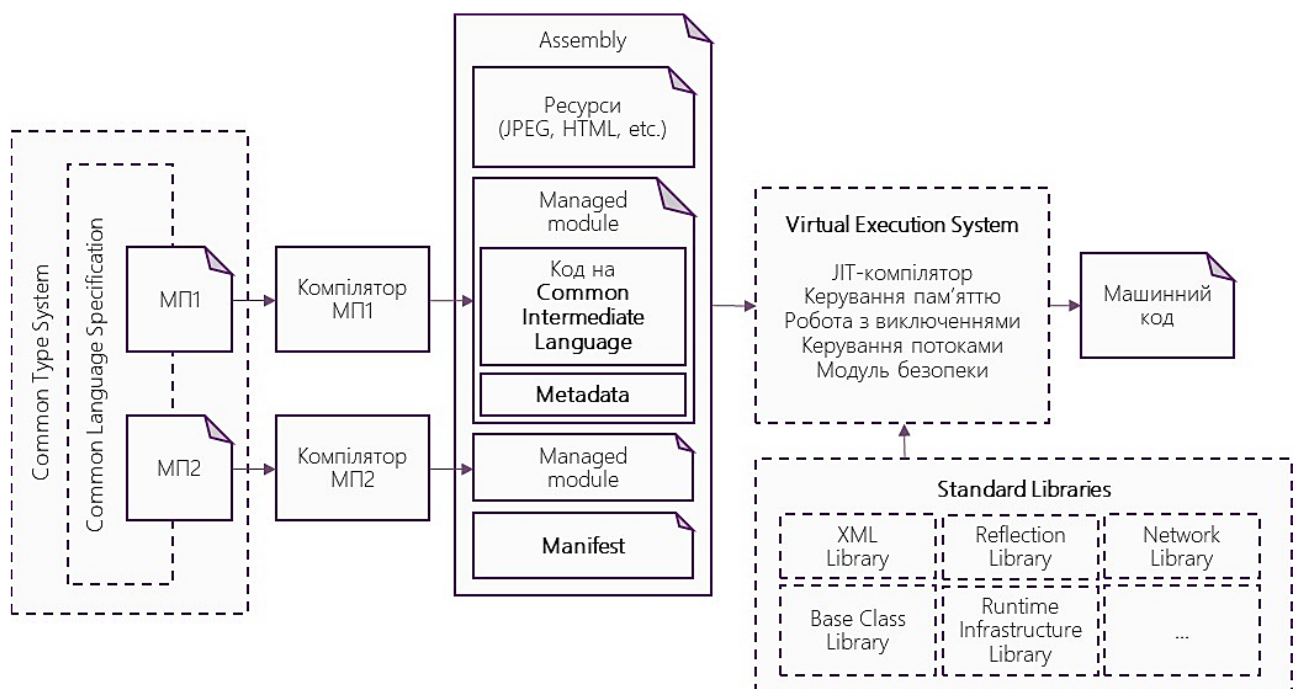 Common Type System
Common Language Specification
МП1
МП2
Компілятор
МП1
Компілятор
МП2
Assembly
Ресурси
(JPEG, HTML, etc.)
Managed
module
Код на
Common
Intermediate
Language
Metadata
Managed
module
Manifest
Virtual Execution System
JIT-компілятор
Керування пам’яттю
Робота з виключеннями
Керування потоками
Модуль безопеки
Машинний
код
Standard Libraries
XML
Library
Reflection
Library
Network
Library
Base Class
Library
Runtime
Infrastructure
Library
...